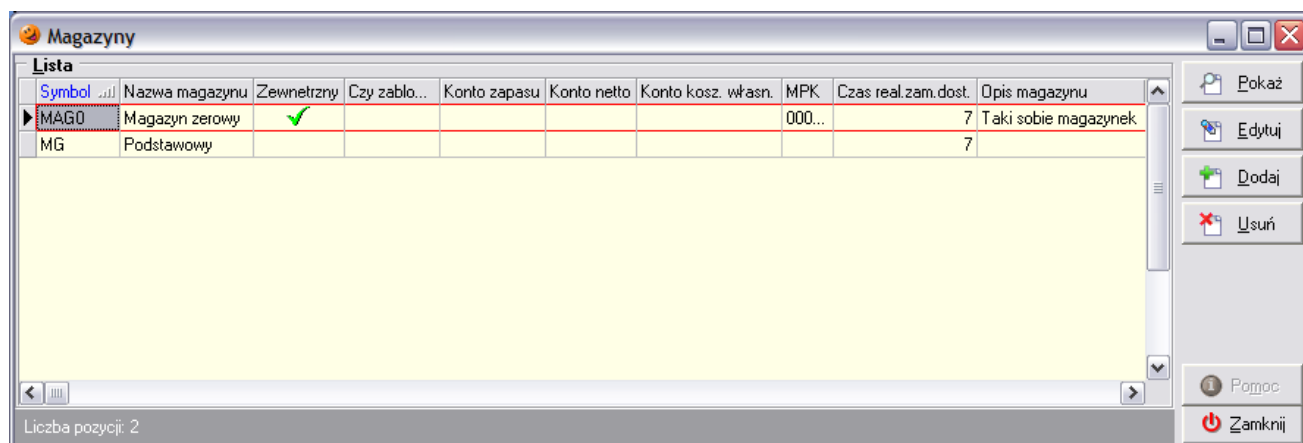 Magazyny
Lista
Symbol Nazwa magazynu Zewnetrzny Czy zablo... Konto zapasu Konto netto Konto kosz. własn. MPK Czas real.zam.dost. Opis magazynu
MAG0 Magazyn zerowy 000... 7 Taki sobie magazynek
MG Podstawowy 7
Pokaż
Edytuj
Dodaj
Usuń
Pomoc
Zamknij
Liczba pozycji: 2